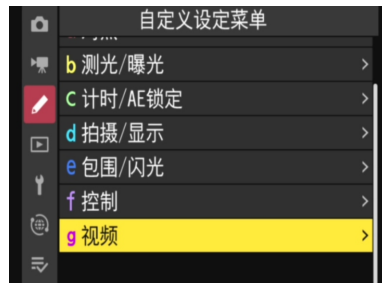 自定义设定菜单
b 测光/曝光
c 计时/AE锁定
d 拍摄/显示
e 包围/闪光
f 控制
g 视频